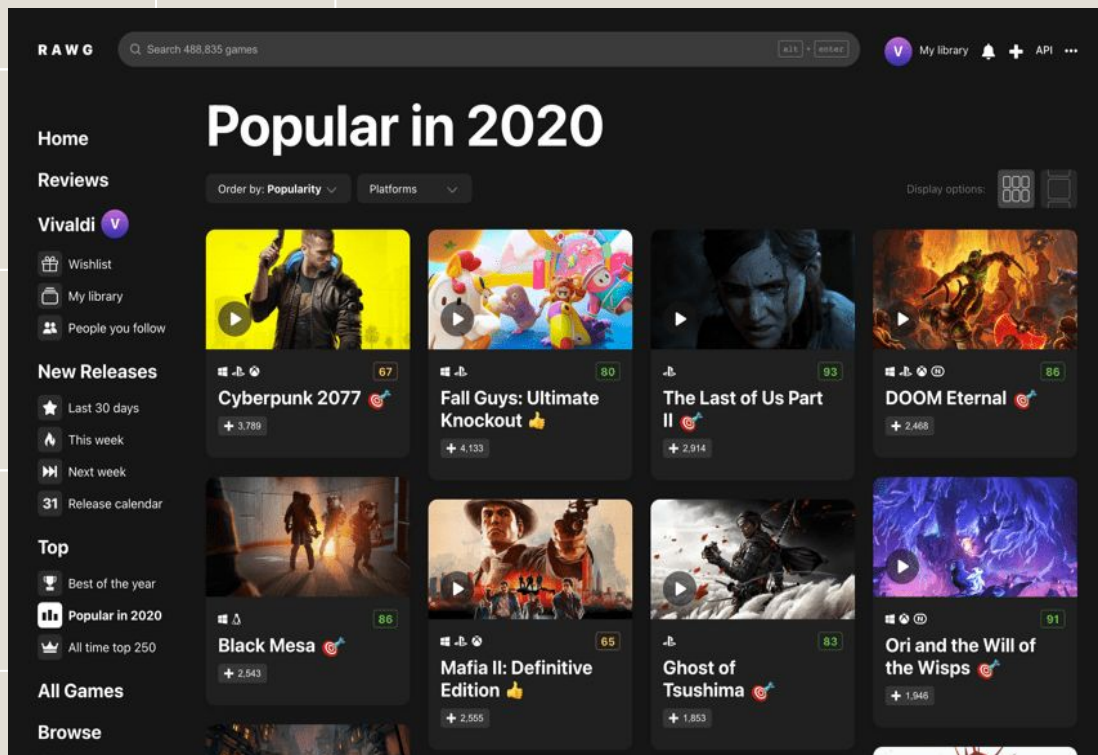 RAWG
Search 488,835 games
alt + enter
V
My library
API
Home
Reviews
Vivaldi V
Wishlist
My library
People you follow
New Releases
Last 30 days
This week
Next week
31 Release calendar
Top
Best of the year
Popular in 2020
All time top 250
All Games
Browse
Popular in 2020
Order by: Popularity
Platforms
Display options:
67
Cyberpunk 2077 🎯
+ 3,789
80
Fall Guys: Ultimate
Knockout 👍
+ 4,133
93
The Last of Us Part
II 🎯
+ 2,914
86
DOOM Eternal 🎯
+ 2,468
86
Black Mesa 🎯
+ 2,543
65
Mafia II: Definitive
Edition 👍
+ 2,555
83
Ghost of
Tsushima 🎯
+ 1,853
91
Ori and the Will of
the Wisps 🎯
+ 1,946